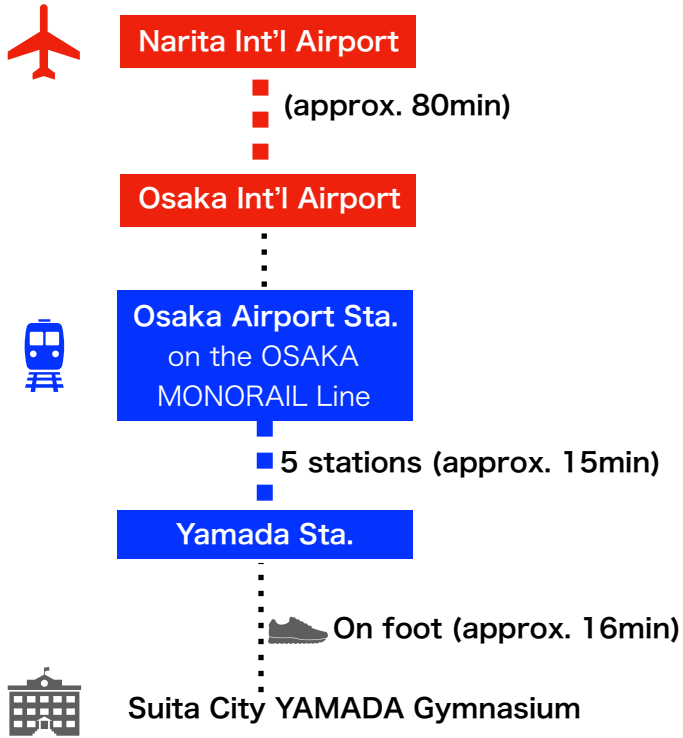 Narita Int'l Airport
(approx. 80min)
Osaka Int'l Airport
Osaka Airport Sta.
on the OSAKA
MONORAIL Line
5 stations (approx. 15min)
Yamada Sta.
On foot (approx. 16min)
Suita City YAMADA Gymnasium